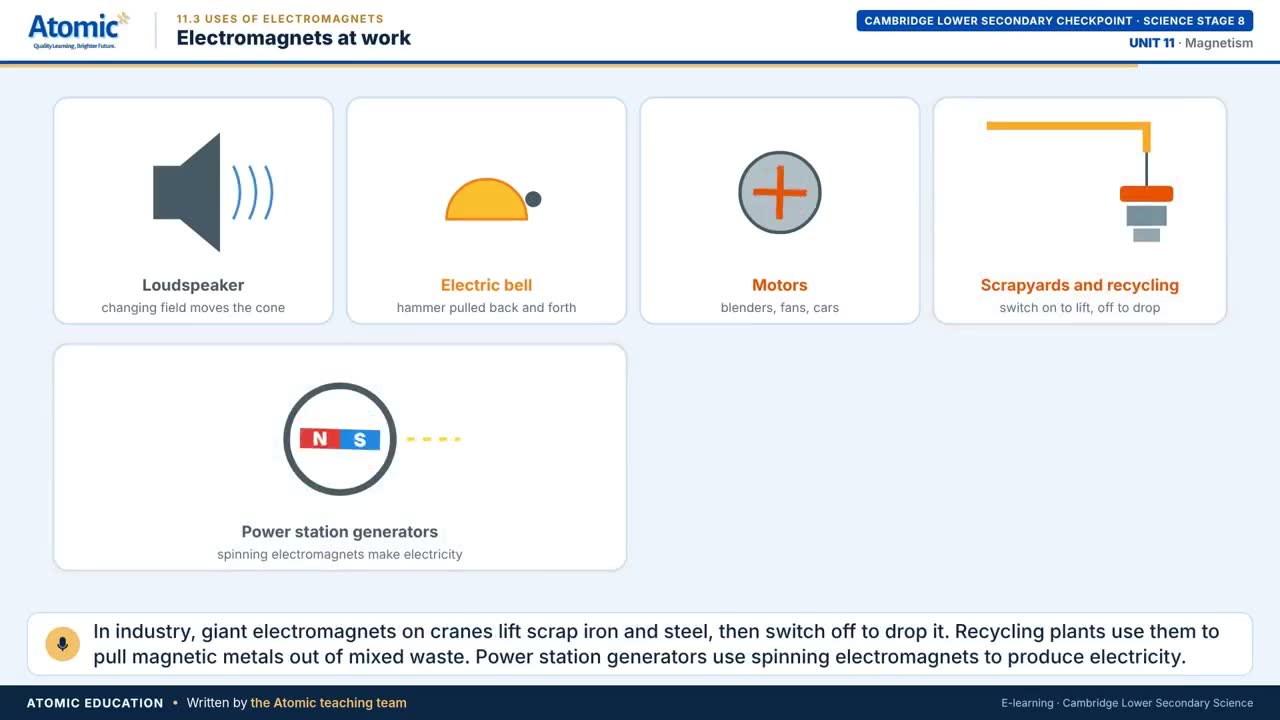 Atomic
Quality Learning, Brighter Future.
11.3 USES OF ELECTROMAGNETS
Electromagnets at work
CAMBRIDGE LOWER SECONDARY CHECKPOINT · SCIENCE STAGE 8
UNIT 11 · Magnetism
Loudspeaker
changing field moves the cone
Electric bell
hammer pulled back and forth
Motors
blenders, fans, cars
Scrapyards and recycling
switch on to lift, off to drop
N S
Power station generators
spinning electromagnets make electricity
In industry, giant electromagnets on cranes lift scrap iron and steel, then switch off to drop it. Recycling plants use them to
pull magnetic metals out of mixed waste. Power station generators use spinning electromagnets to produce electricity.
ATOMIC EDUCATION • Written by the Atomic teaching team
E-learning · Cambridge Lower Secondary Science